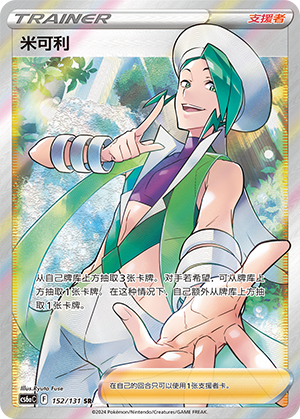 TRAINER 支援者
米可利
从自己牌库上方抽取3张卡牌。对手若希望，可从牌库上
方抽取1张卡牌。在这种情况下，自己额外从牌库上方抽
取1张卡牌。
Illus.Ryuta Fuse
在自己的回合只可以使用1张支援者卡。
CS6aC F 152/131 SR
©2024 Pokémon/Nintendo/Creatures/GAME FREAK.